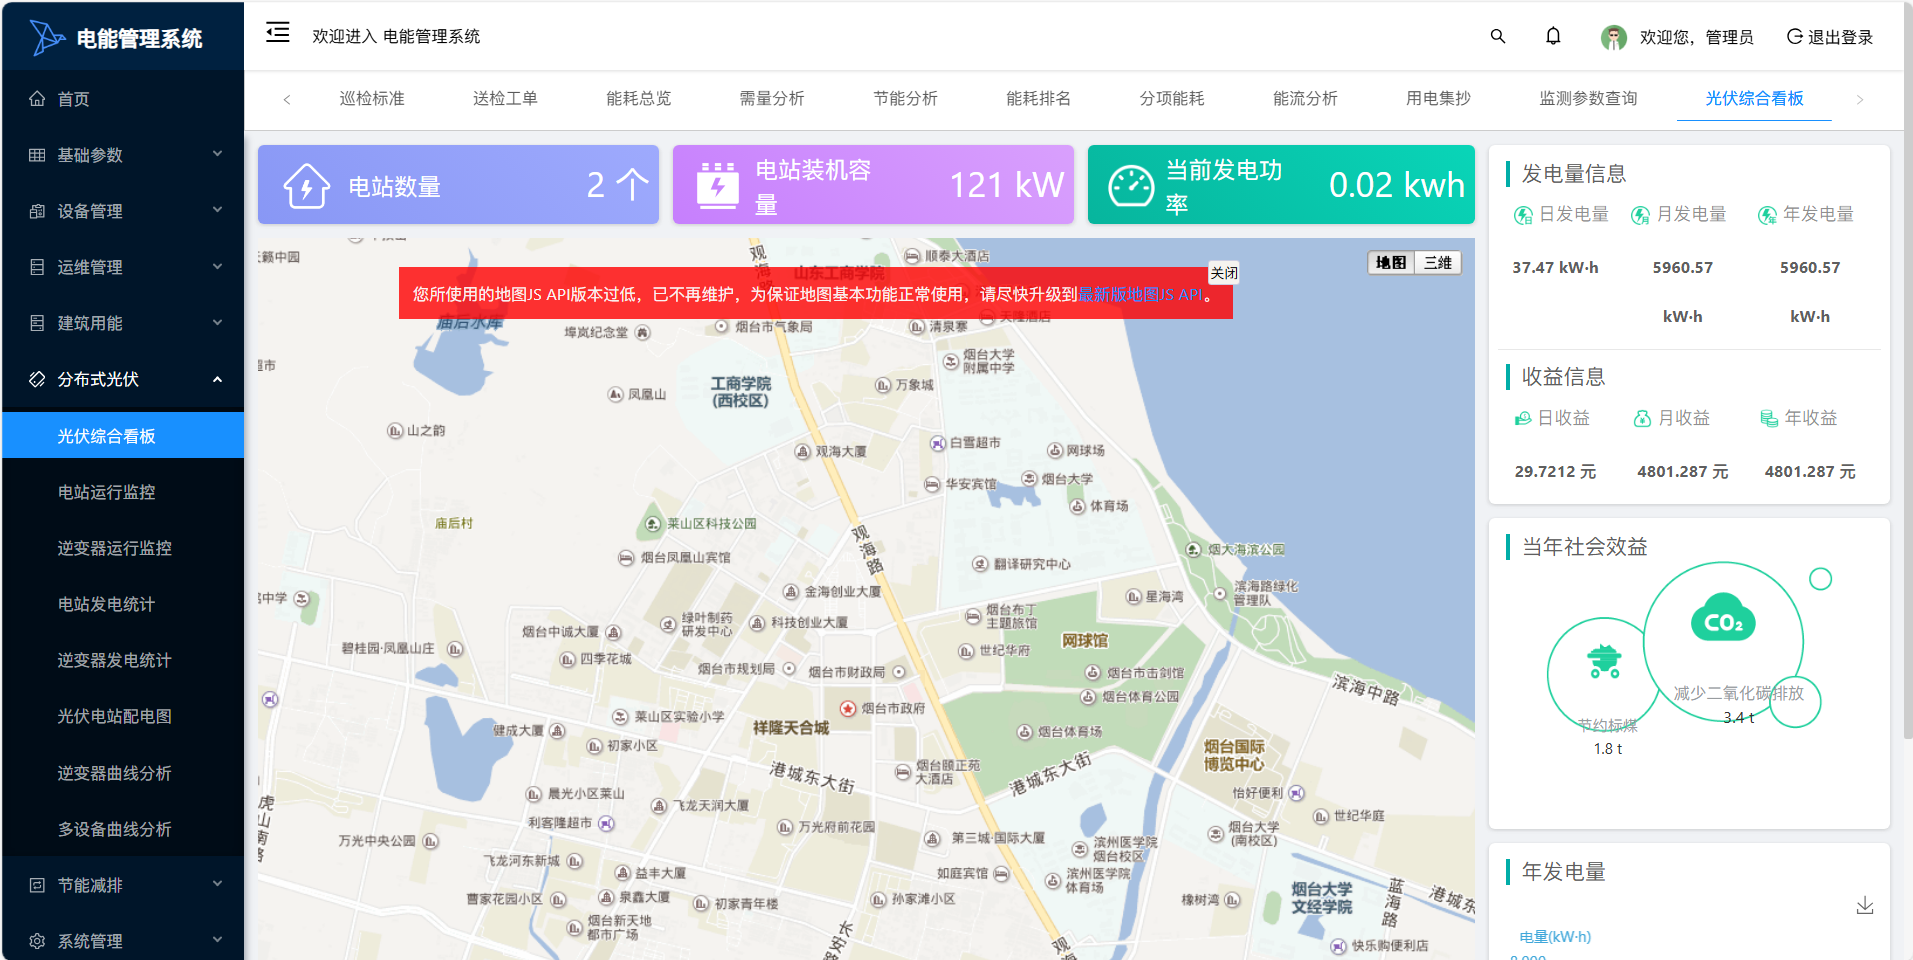 电能管理系统
欢迎进入 电能管理系统
欢迎您，管理员
退出登录
首页
基础参数
设备管理
运维管理
建筑用能
分布式光伏
光伏综合看板
电站运行监控
逆变器运行监控
电站发电统计
逆变器发电统计
光伏电站配电图
逆变器曲线分析
多设备曲线分析
节能减排
系统管理
巡检标准
送检工单
能耗总览
需量分析
节能分析
能耗排名
分项能耗
能流分析
用电集抄
监测参数查询
光伏综合看板
电站数量
2 个
电站装机容
量
121 kW
当前发电功
率
0.02 kwh
地图
三维
关闭
您所使用的地图JS API版本过低，已不再维护，为保证地图基本功能正常使用，请尽快升级到最新版地图JS API。
观海路
山东工商学院
顺泰大酒店
天隆酒店
庙后水库
埠岚纪念堂
烟台市气象局
清泉寨
烟台大学
附属中学
超市
工商学院
(西校区)
万象城
凤凰山
山之韵
观海大厦
白雪超市
网球场
华安宾馆
烟台大学
体育场
庙后村
莱山区科技公园
观海路
烟台凤凰山宾馆
翻译研究中心
烟大海滨公园
滨海路绿化
管理队
金海创业大厦
星海湾
烟台布丁
主题旅馆
绿叶制药
研发中心
科技创业大厦
烟台中诚大厦
网球馆
碧桂园·凤凰山庄
四季花城
世纪华府
烟台市规划局
烟台市财政局
烟台市击剑馆
烟台体育公园
滨海中路
烟台市政府
莱山区实验小学
祥隆天合城
健成大厦
初家小区
烟台体育场
烟台国际
博览中心
港城东大街
烟台颐正苑
大酒店
港城东大街
怡好便利
晨光小区莱山
飞龙天润大厦
虎山南路
利客隆超市
万光府前花园
世纪华庭
万光中央公园
第三城·国际大厦
烟台大学
(南校区)
滨州医学院
烟台校区
飞龙河东新城
益丰大厦
如庭宾馆
滨州医学院
体育场
曹家花园小区
泉鑫大厦
初家青年楼
孙家滩小区
橡树湾
烟台大学
文经学院
蓝海路
烟台新天地
都市广场
快乐购便利店
发电量信息
日发电量
月发电量
年发电量
37.47 kW·h
5960.57
kW·h
5960.57
kW·h
收益信息
日收益
月收益
年收益
29.7212 元
4801.287 元
4801.287 元
当年社会效益
CO₂
减少二氧化碳排放
3.4 t
节约标煤
1.8 t
年发电量
电量(kW·h)
8,000